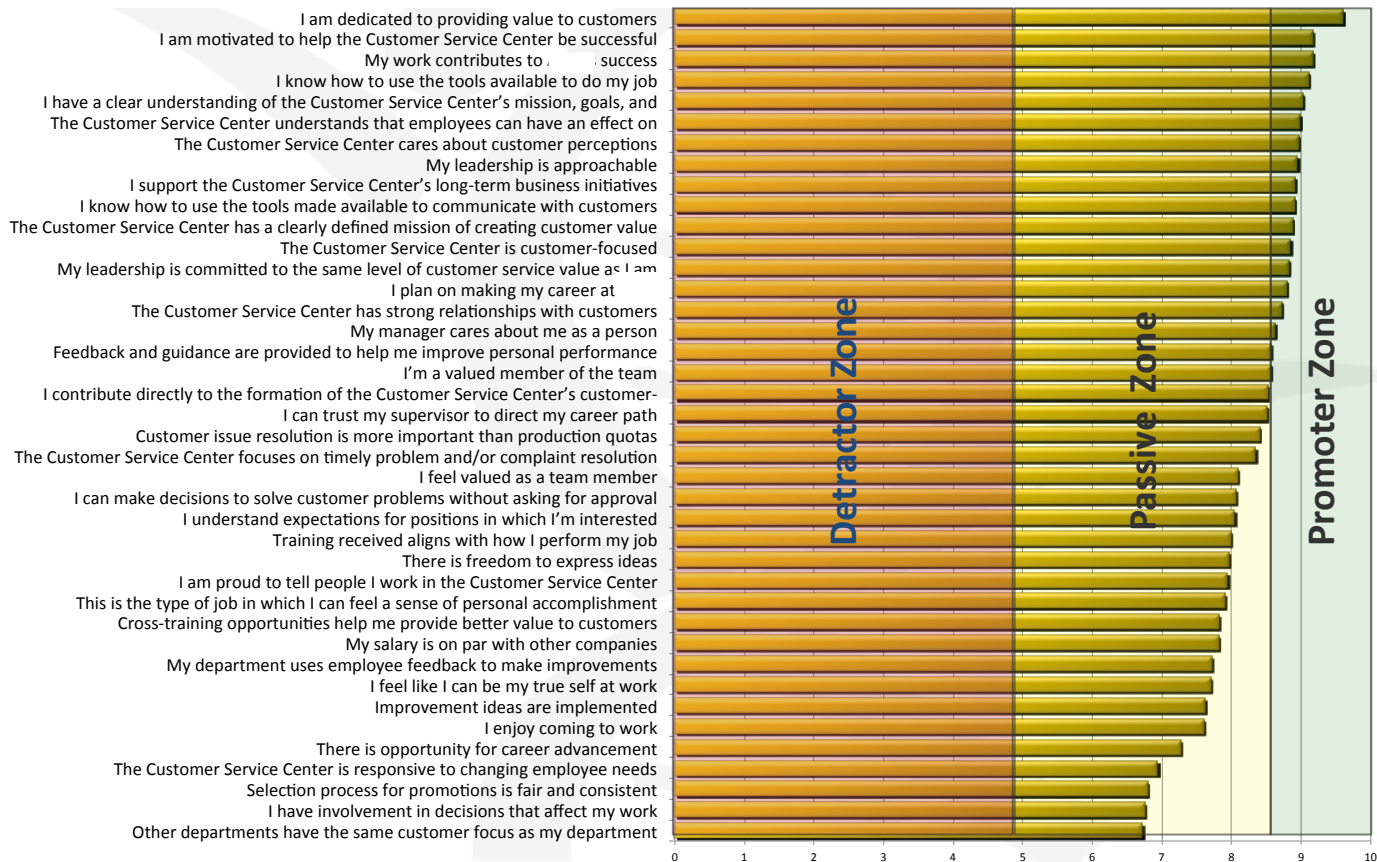 I am dedicated to providing value to customers
I am motivated to help the Customer Service Center be successful
My work contributes to success
I know how to use the tools available to do my job
I have a clear understanding of the Customer Service Center’s mission, goals, and
The Customer Service Center understands that employees can have an effect on
The Customer Service Center cares about customer perceptions
My leadership is approachable
I support the Customer Service Center’s long-term business initiatives
I know how to use the tools made available to communicate with customers
The Customer Service Center has a clearly defined mission of creating customer value
The Customer Service Center is customer-focused
My leadership is committed to the same level of customer service value as I am
I plan on making my career at
The Customer Service Center has strong relationships with customers
My manager cares about me as a person
Feedback and guidance are provided to help me improve personal performance
I’m a valued member of the team
I contribute directly to the formation of the Customer Service Center’s customer-
I can trust my supervisor to direct my career path
Customer issue resolution is more important than production quotas
The Customer Service Center focuses on timely problem and/or complaint resolution
I feel valued as a team member
I can make decisions to solve customer problems without asking for approval
I understand expectations for positions in which I’m interested
Training received aligns with how I perform my job
There is freedom to express ideas
I am proud to tell people I work in the Customer Service Center
This is the type of job in which I can feel a sense of personal accomplishment
Cross-training opportunities help me provide better value to customers
My salary is on par with other companies
My department uses employee feedback to make improvements
I feel like I can be my true self at work
Improvement ideas are implemented
I enjoy coming to work
There is opportunity for career advancement
The Customer Service Center is responsive to changing employee needs
Selection process for promotions is fair and consistent
I have involvement in decisions that affect my work
Other departments have the same customer focus as my department
Detractor Zone
Passive Zone
Promoter Zone
0 1 2 3 4 5 6 7 8 9 10